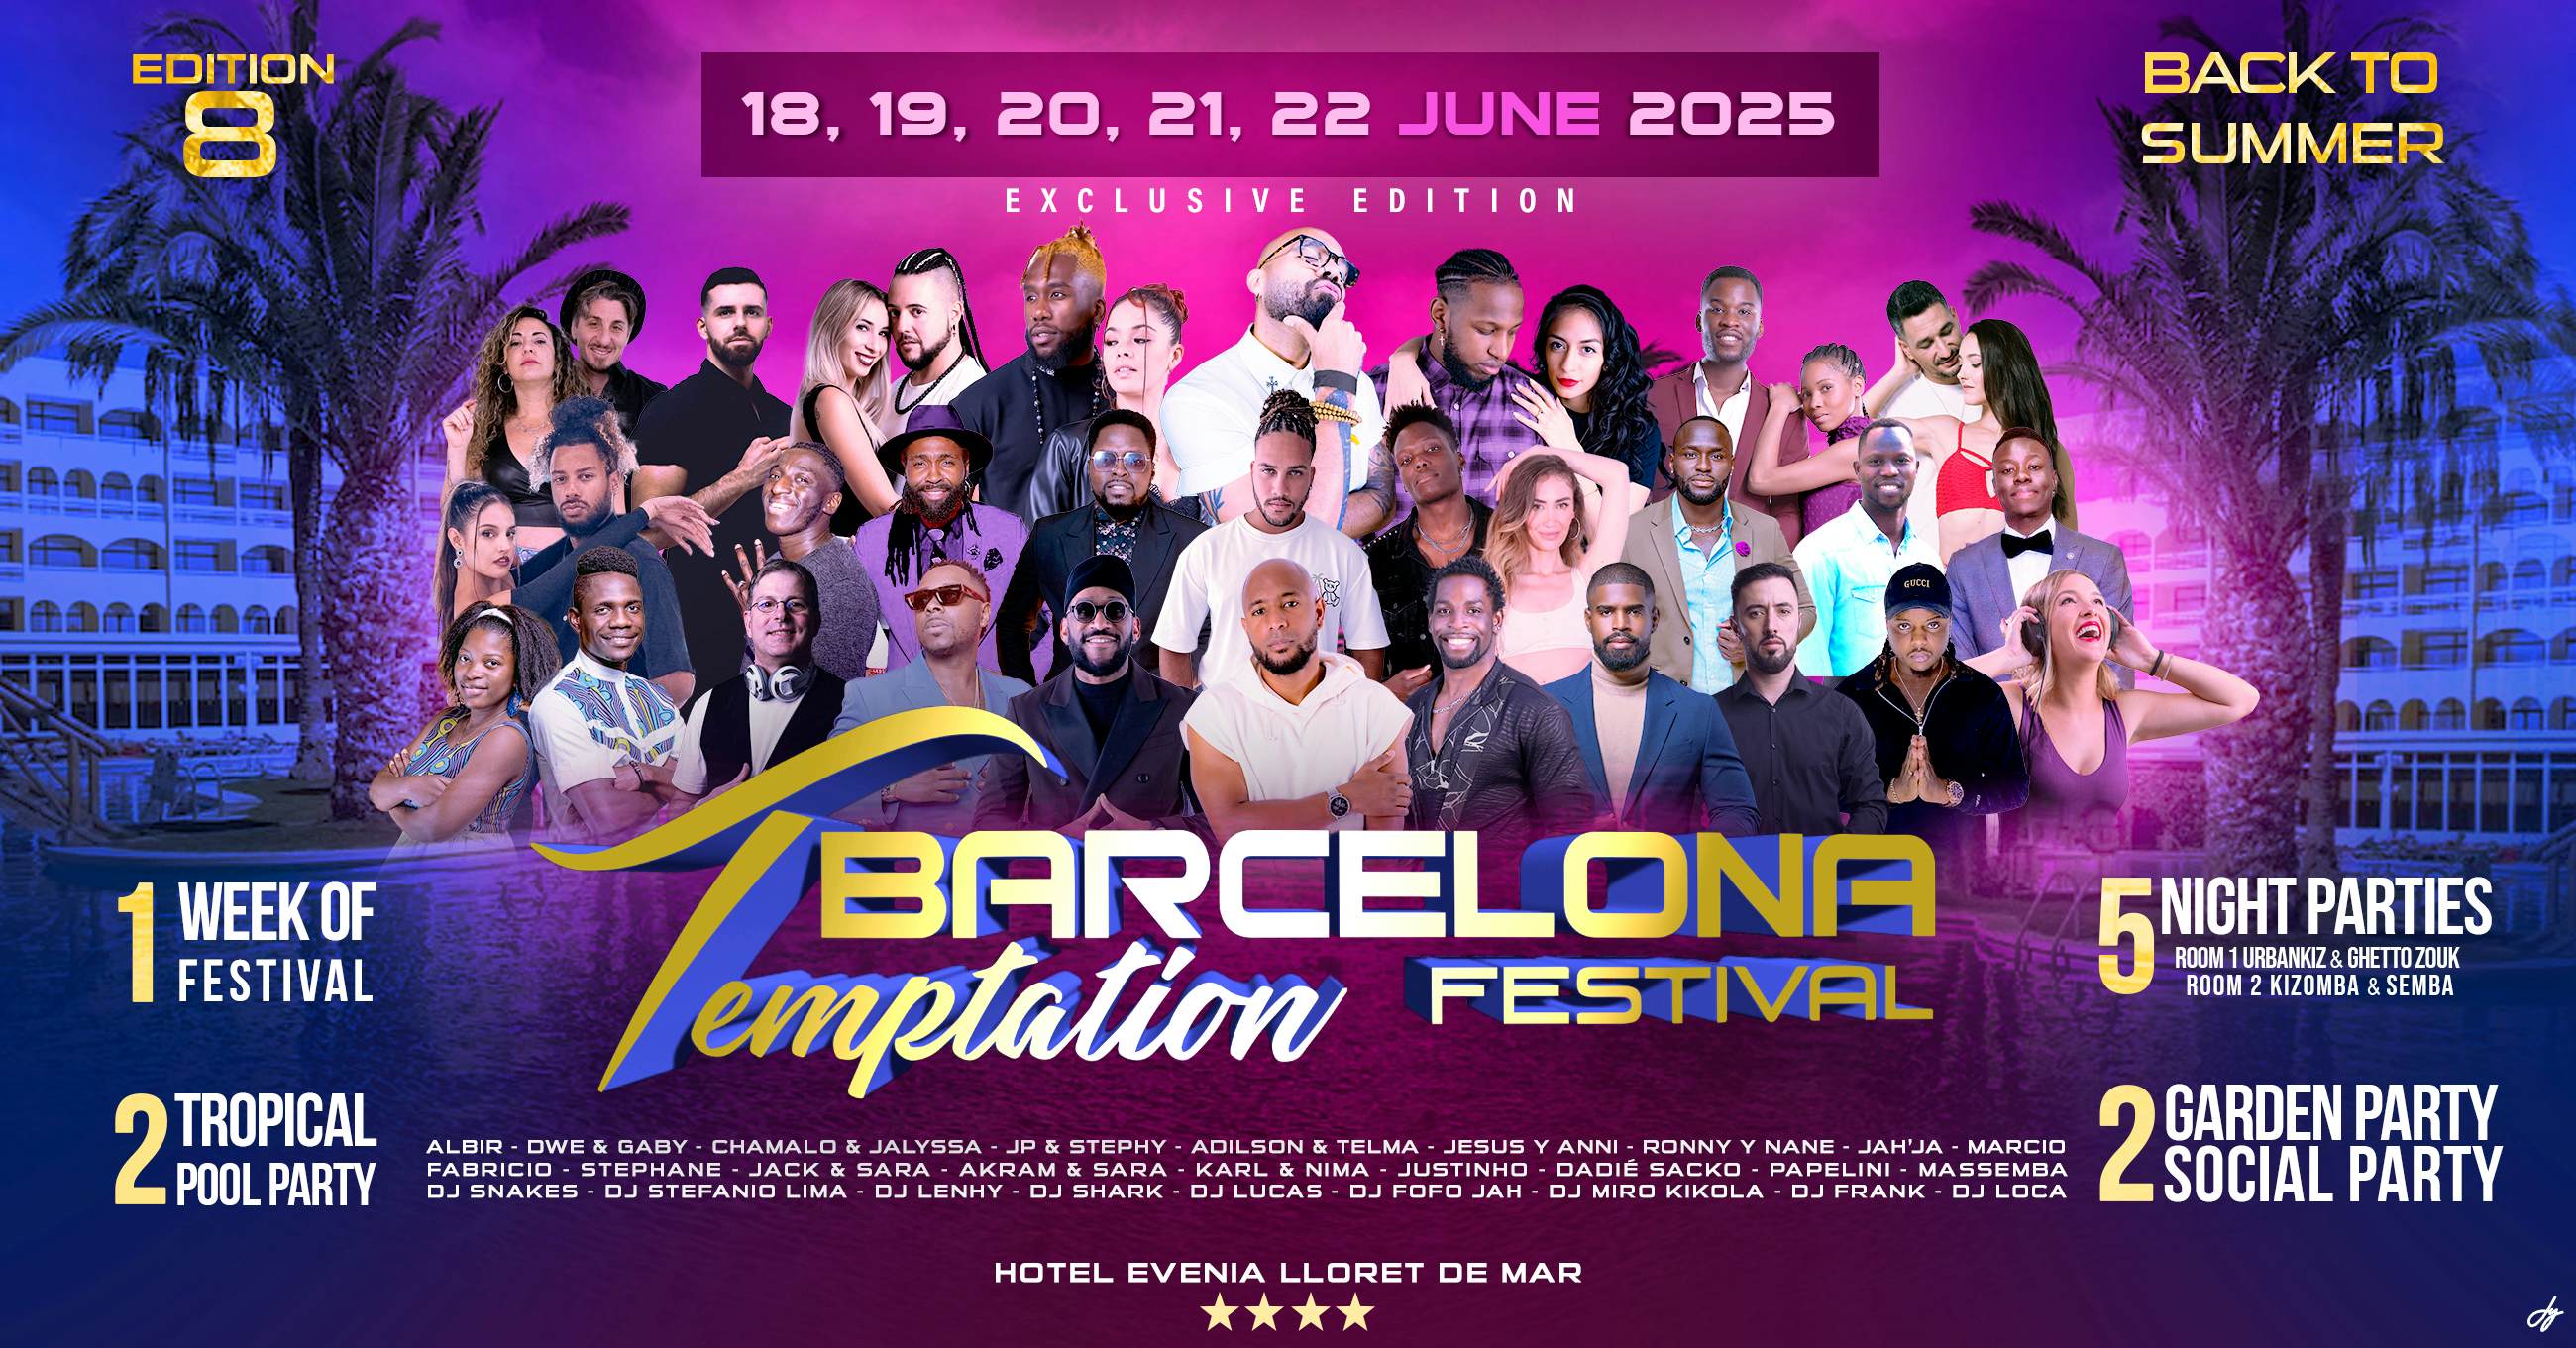 EDITION
8
18, 19, 20, 21, 22 JUNE 2025
EXCLUSIVE EDITION
BACK TO
SUMMER
GUCCI
BARCELONA
Temptation FESTIVAL
1 WEEK OF
FESTIVAL
2 TROPICAL
POOL PARTY
5 NIGHT PARTIES
ROOM 1 URBANKIZ & GHETTO ZOUK
ROOM 2 KIZOMBA & SEMBA
2 GARDEN PARTY
SOCIAL PARTY
ALBIR - DWE & GABY - CHAMALO & JALYSSA - JP & STEPHY - ADILSON & TELMA - JESUS Y ANNI - RONNY Y NANE - JAH'JA - MARCIO
FABRICIO - STEPHANE - JACK & SARA - AKRAM & SARA - KARL & NIMA - JUSTINHO - DADIÉ SACKO - PAPELINI - MASSEMBA
DJ SNAKES - DJ STEFANIO LIMA - DJ LENHY - DJ SHARK - DJ LUCAS - DJ FOFO JAH - DJ MIRO KIKOLA - DJ FRANK - DJ LOCA
HOTEL EVENIA LLORET DE MAR